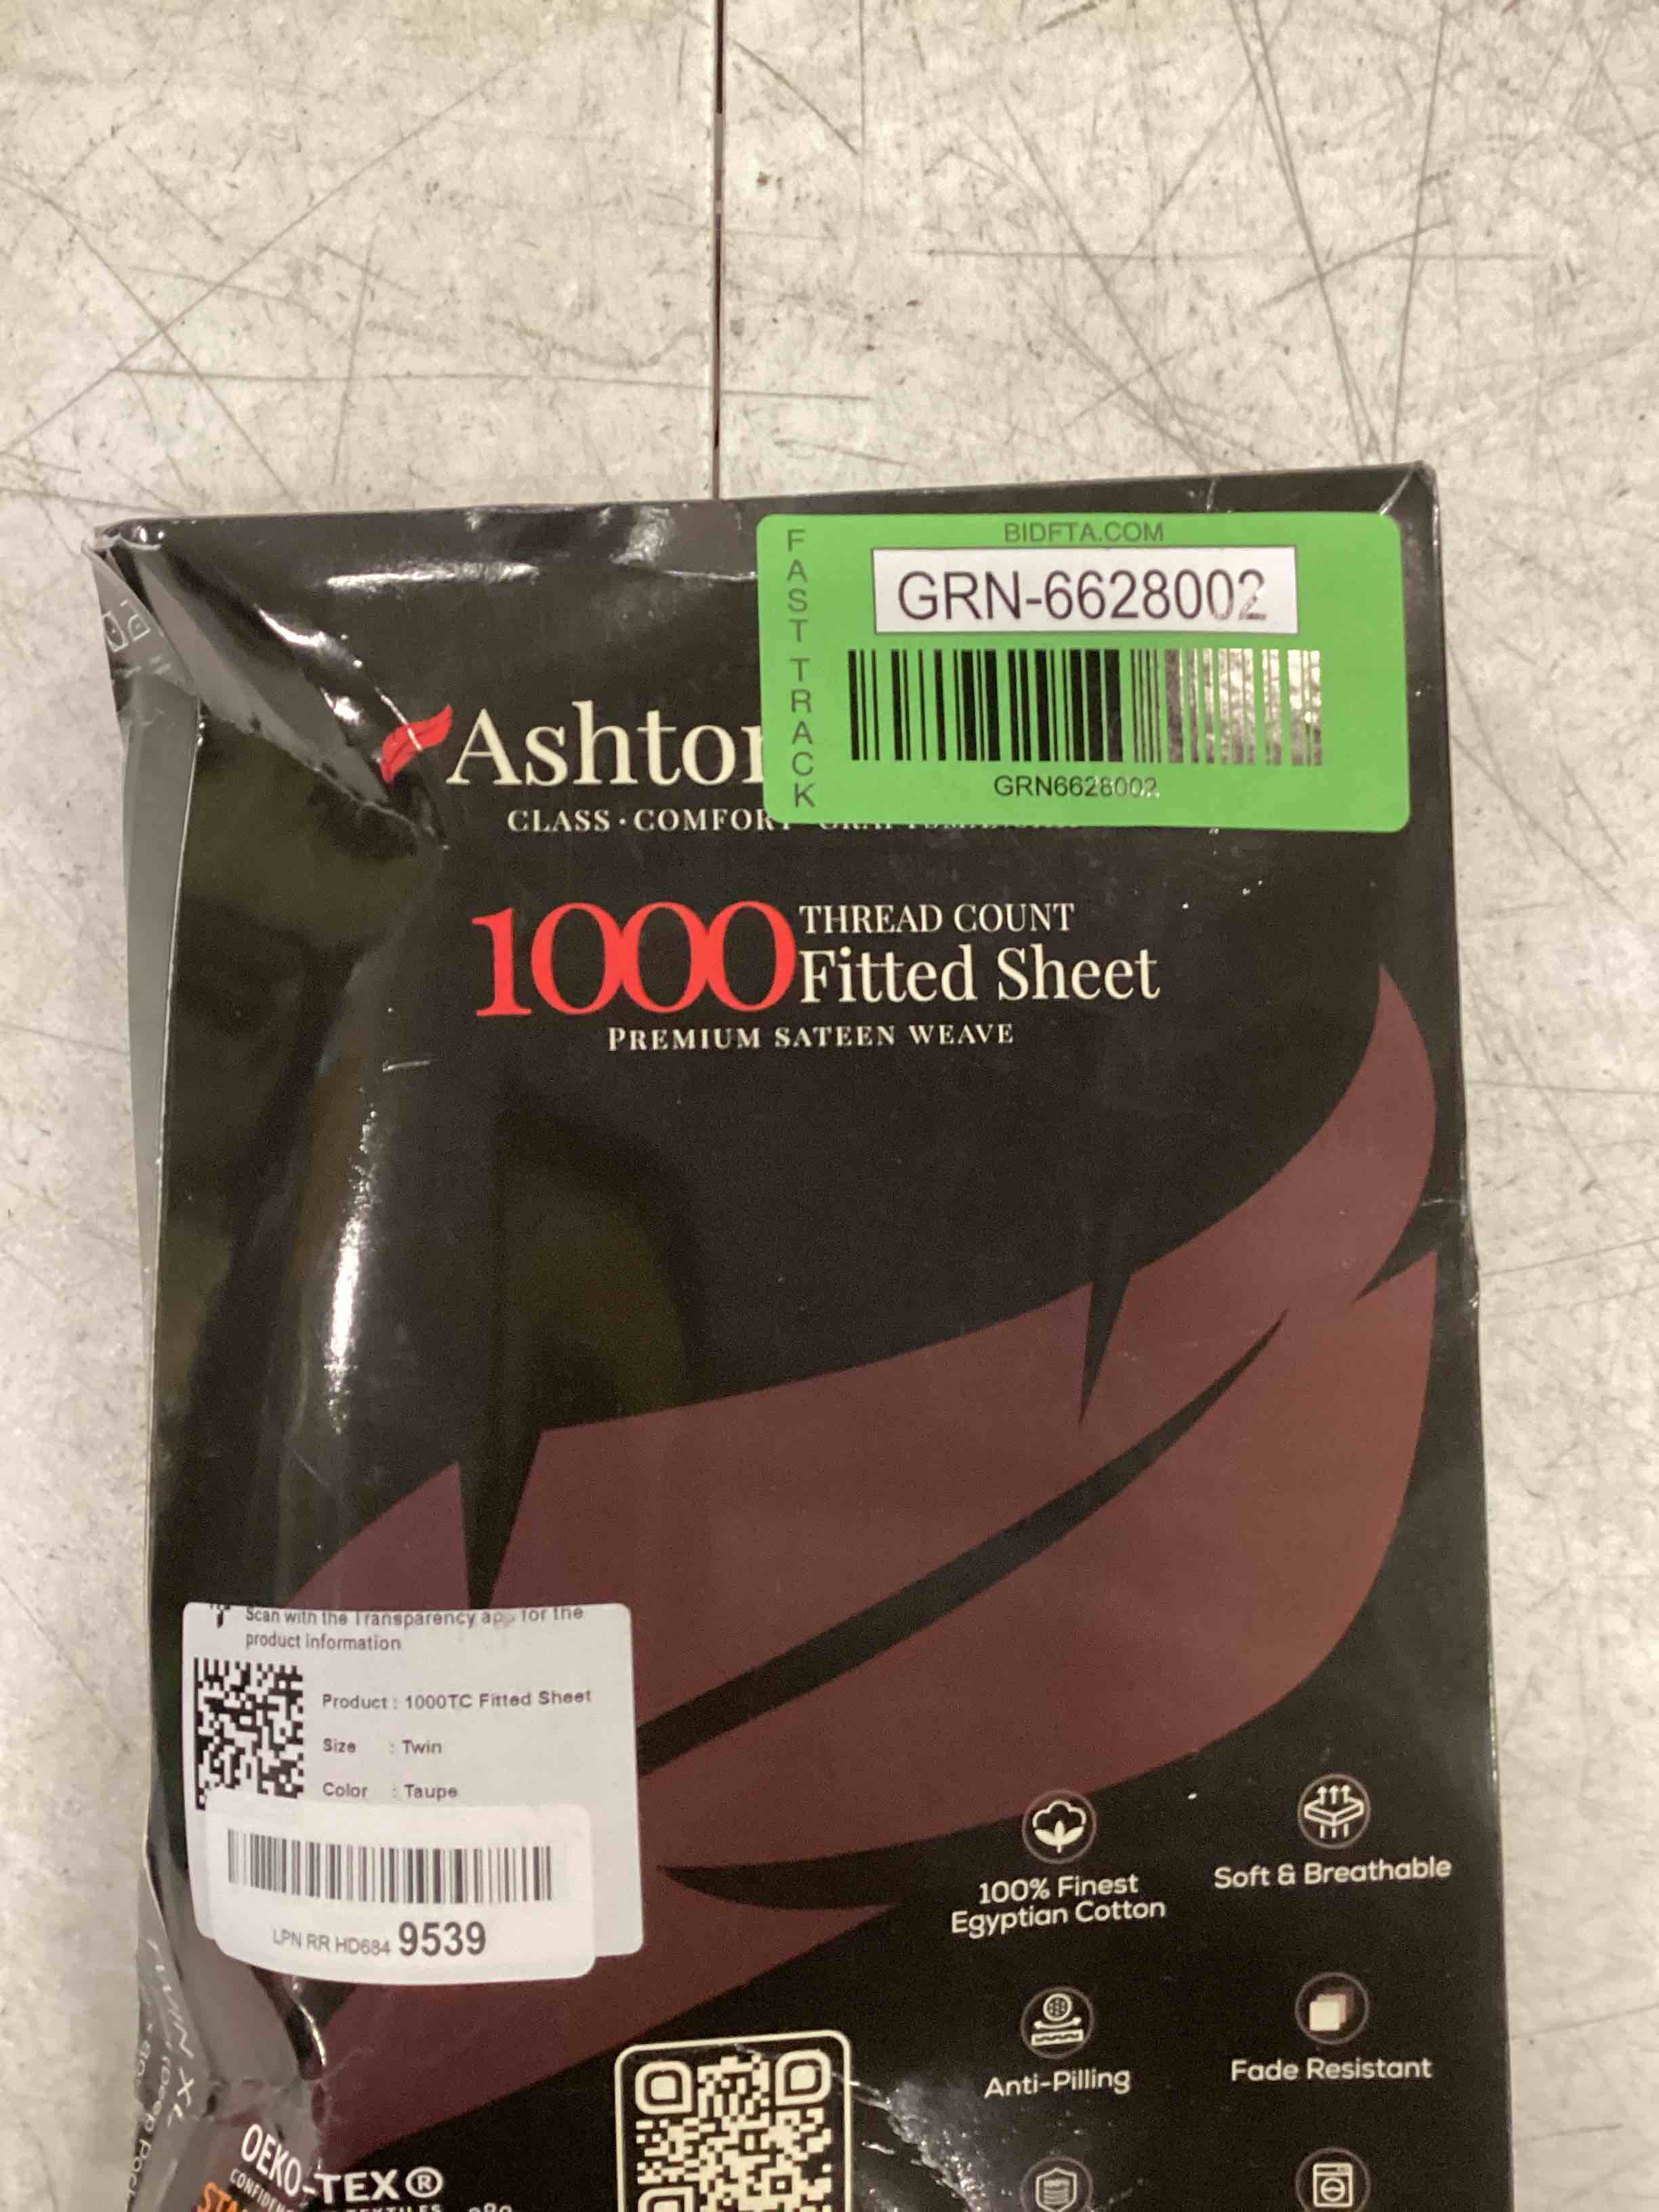 BIDFTA.COM
FAST TRACK
GRN-6628002
GRN6628002
CLASS · COMFORT
1000 THREAD COUNT
Fitted Sheet
PREMIUM SATEEN WEAVE
Scan with the Transparency app for the
product information
Product : 1000TC Fitted Sheet
Size : Twin
Color : Taupe
LPN RR HD684 9539
100% Finest
Egyptian Cotton
Soft & Breathable
Anti-Pilling
Fade Resistant
TWIN XL
OEKO-TEX®